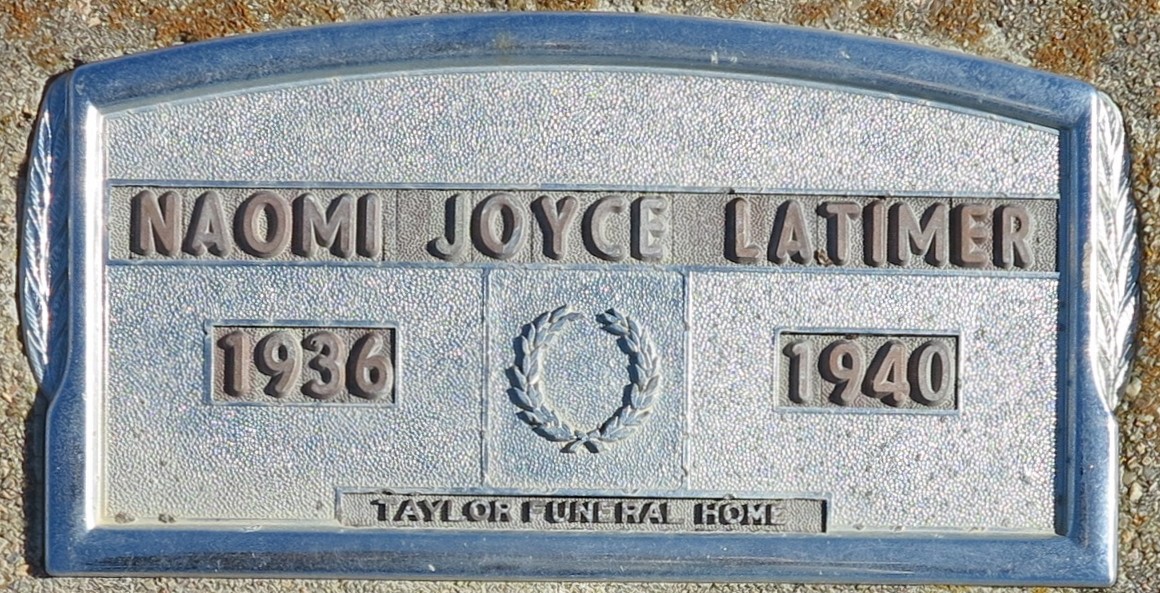 NAOMI JOYCE LATIMER
1936 1940
TAYLOR FUNERAL HOME